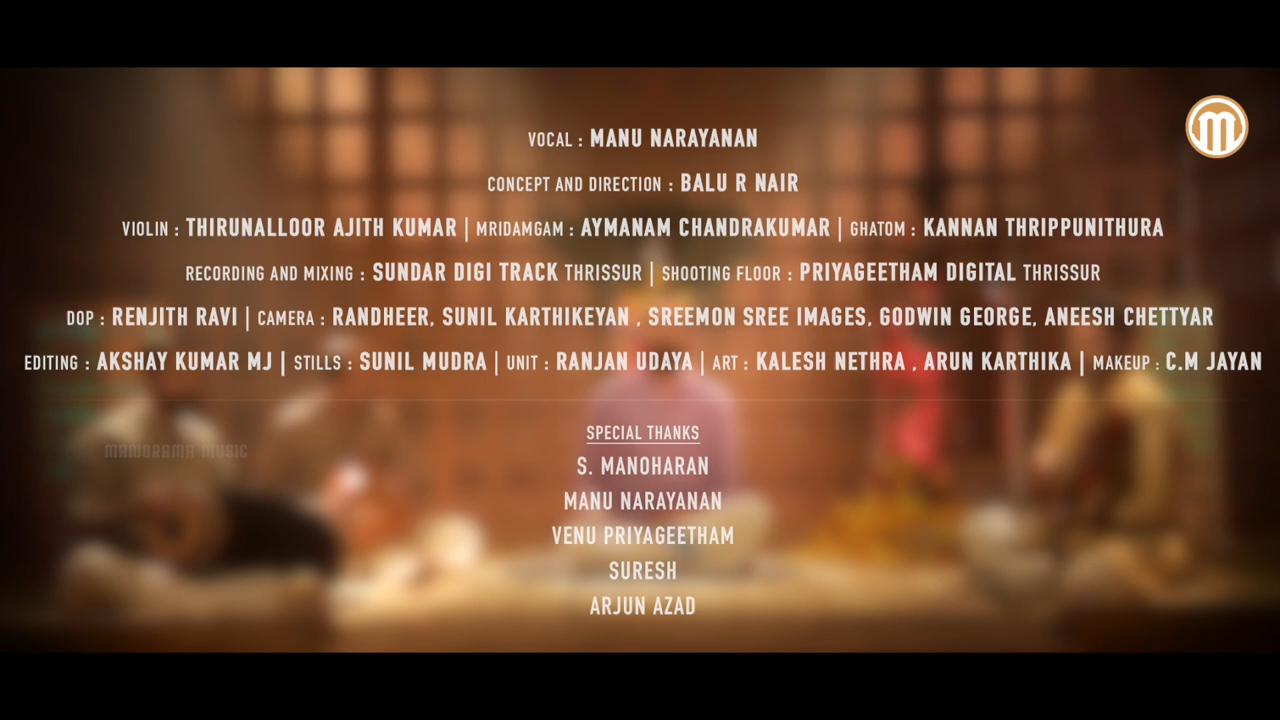 VOCAL : MANU NARAYANAN
CONCEPT AND DIRECTION : BALU R NAIR
VIOLIN : THIRUNALLOOR AJITH KUMAR | MRIDAMGAM : AYMANAM CHANDRAKUMAR | GHATOM : KANNAN THRIPPUNITHURA
RECORDING AND MIXING : SUNDAR DIGI TRACK THRISSUR | SHOOTING FLOOR : PRIYAGEETHAM DIGITAL THRISSUR
DOP : RENJITH RAVI | CAMERA : RANDHEER, SUNIL KARTHIKEYAN , SREEMON SREE IMAGES, GODWIN GEORGE, ANEESH CHETTYAR
EDITING : AKSHAY KUMAR MJ | STILLS : SUNIL MUDRA | UNIT : RANJAN UDAYA | ART : KALESH NETHRA , ARUN KARTHIKA | MAKEUP : C.M JAYAN
SPECIAL THANKS
MANORAMA MUSIC
S. MANOHARAN
MANU NARAYANAN
VENU PRIYAGEETHAM
SURESH
ARJUN AZAD